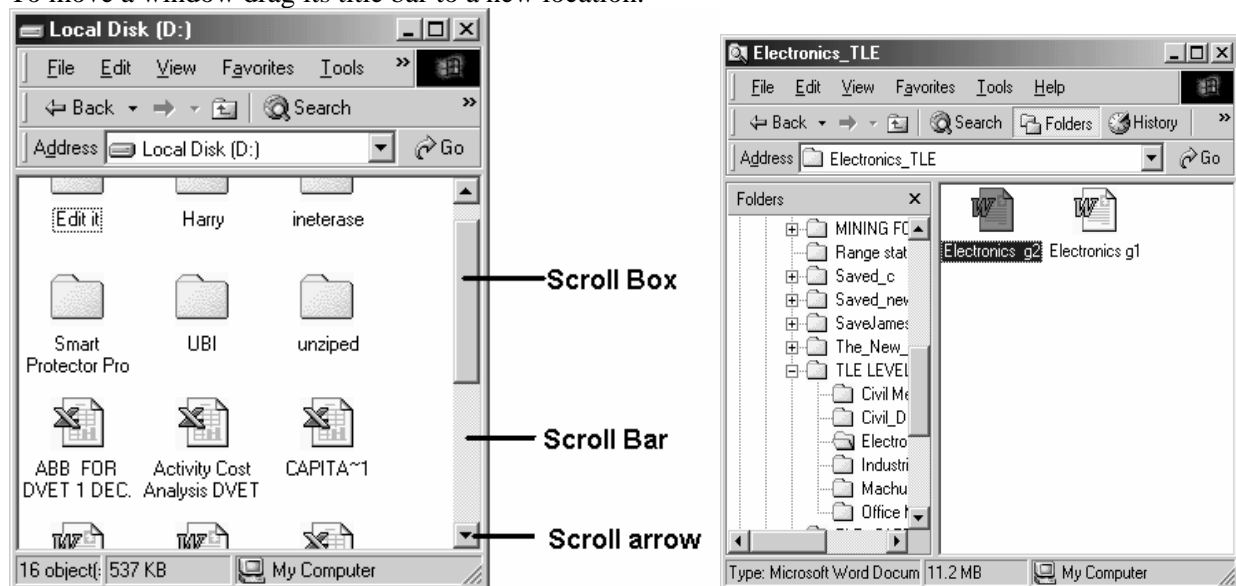 To move a window drag its title bar to a new location.
Local Disk (D:)
File Edit View Favorites Tools »
Back Search »
Address Local Disk (D:) Go
Edit it Harry ineterase
Smart Protector Pro UBI unziped
ABB FOR DVET 1 DEC. Activity Cost Analysis DVET CAPITA~1
16 object(: 537 KB My Computer
Scroll Box
Scroll Bar
Scroll arrow
Electronics_TLE
File Edit View Favorites Tools Help
Back Search Folders History »
Address Electronics_TLE Go
Folders
MINING FO
Range stat
Saved_c
Saved_new
SaveJames
The_New_
TLE LEVEL
Civil Me
Civil_D
Electro
Industri
Machu
Office
Electronics g2 Electronics g1
Type: Microsoft Word Docum 11.2 MB My Computer